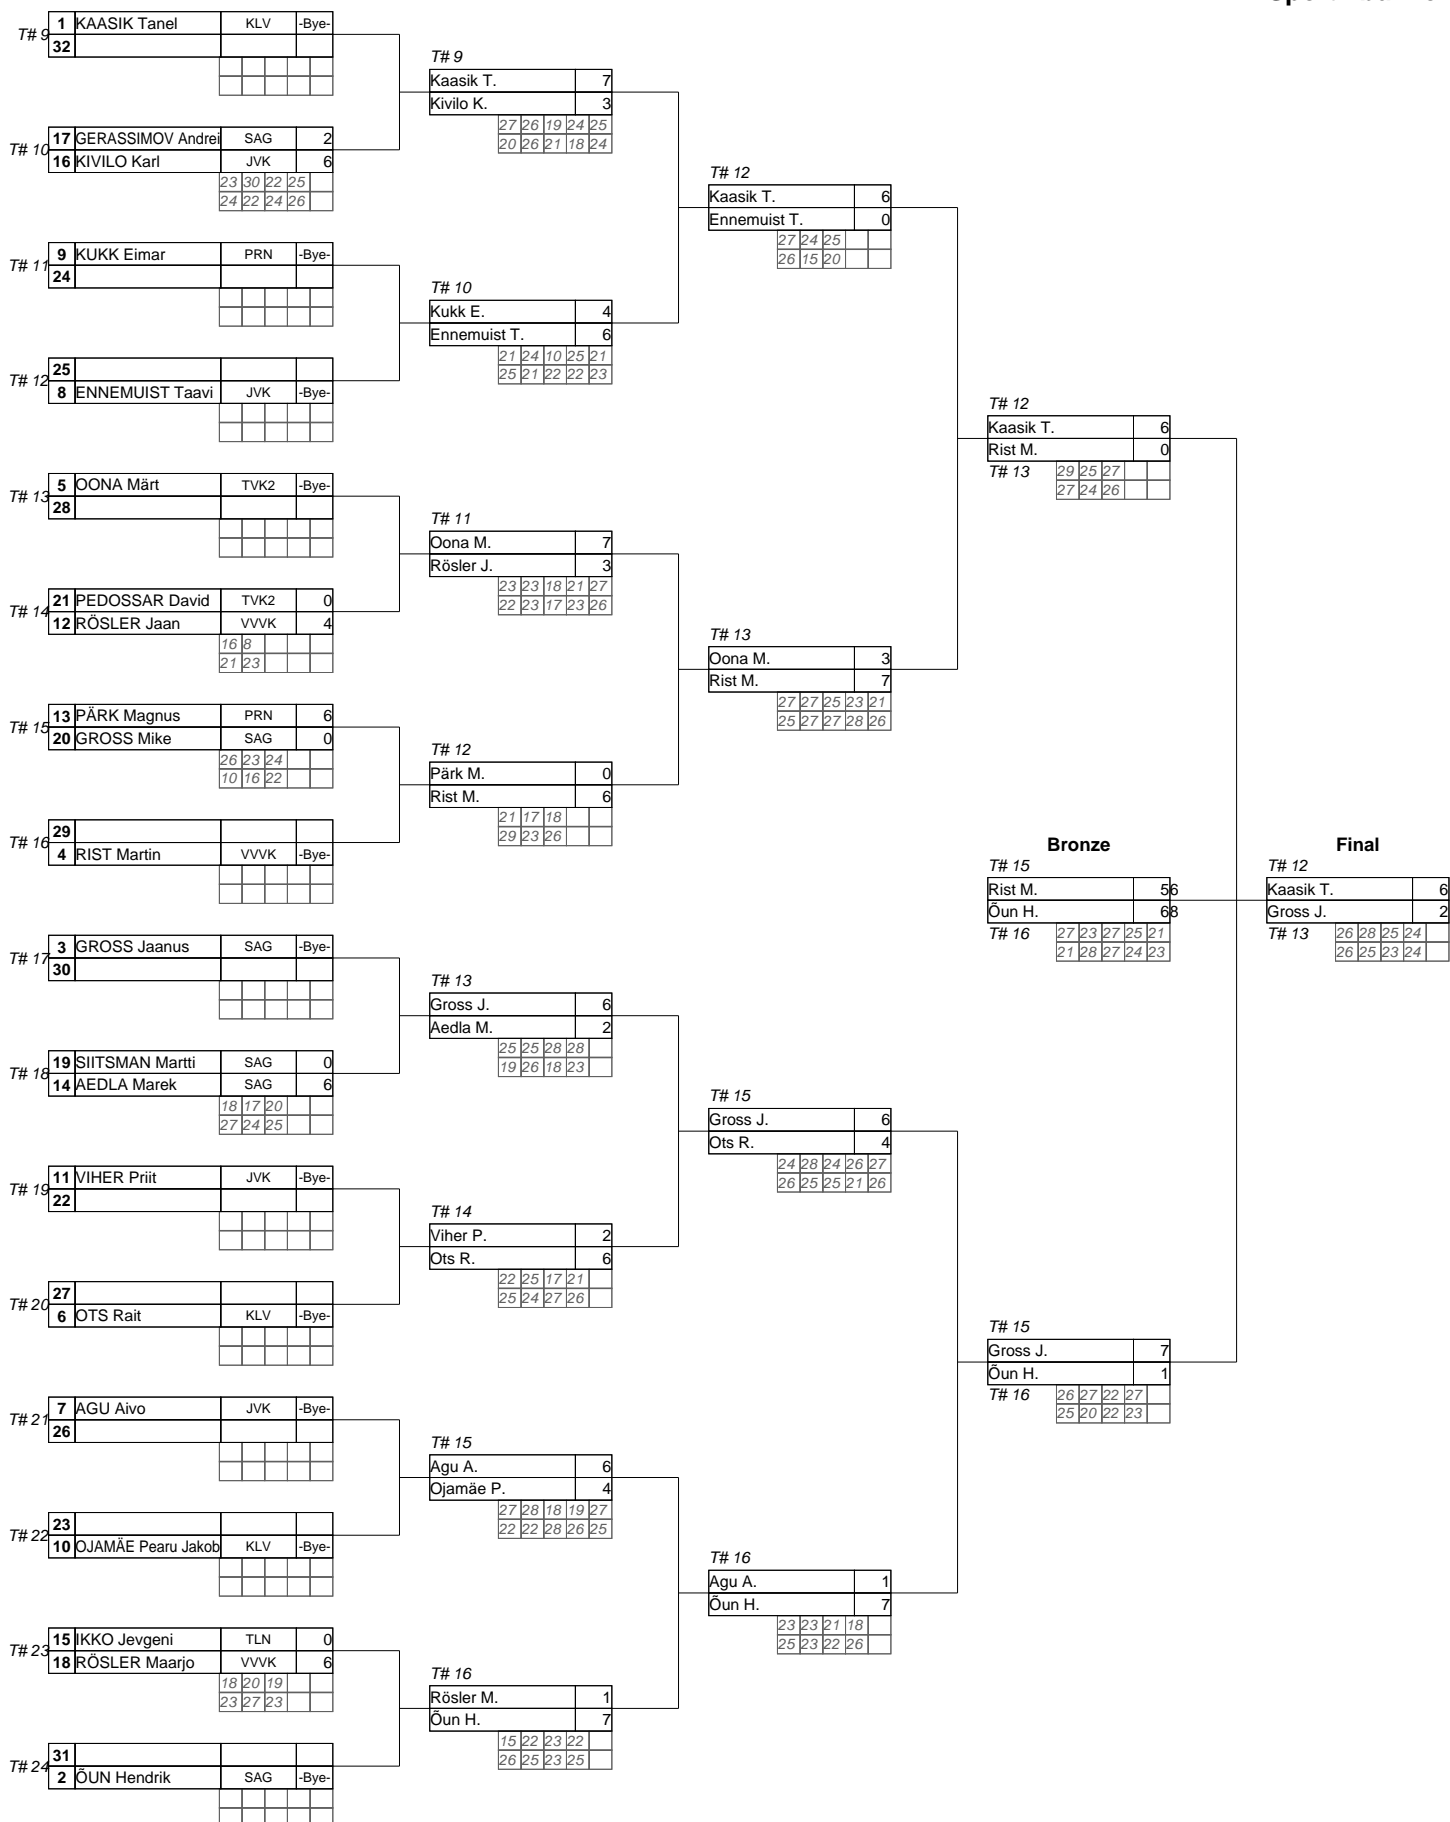 T# 9
1 KAASIK Tanel KLV -Bye-
32
T# 10
17 GERASSIMOV Andrei SAG 2
16 KIVILO Karl JVK 6
23 30 22 25
24 22 24 26
T# 11
9 KUKK Eimar PRN -Bye-
24
T# 12
25
8 ENNEMUIST Taavi JVK -Bye-
T# 13
5 OONA Märt TVK2 -Bye-
28
T# 14
21 PEDOSSAR David TVK2 0
12 RÖSLER Jaan VVVK 4
16 8
21 23
T# 15
13 PÄRK Magnus PRN 6
20 GROSS Mike SAG 0
26 23 24
10 16 22
T# 16
29
4 RIST Martin VVVK -Bye-
T# 17
3 GROSS Jaanus SAG -Bye-
30
T# 18
19 SIITSMAN Martti SAG 0
14 AEDLA Marek SAG 6
18 17 20
27 24 25
T# 19
11 VIHER Priit JVK -Bye-
22
T# 20
27
6 OTS Rait KLV -Bye-
T# 21
7 AGU Aivo JVK -Bye-
26
T# 22
23
10 OJAMÄE Pearu Jakob KLV -Bye-
T# 23
15 IKKO Jevgeni TLN 0
18 RÖSLER Maarjo VVVK 6
18 20 19
23 27 23
T# 24
31
2 ÕUN Hendrik SAG -Bye-
T# 9
Kaasik T. 7
Kivilo K. 3
27 26 19 24 25
20 26 21 18 24
T# 10
Kukk E. 4
Ennemuist T. 6
21 24 10 25 21
25 21 22 22 23
T# 11
Oona M. 7
Rösler J. 3
23 23 18 21 27
22 23 17 23 26
T# 12
Pärk M. 0
Rist M. 6
21 17 18
29 23 26
T# 13
Gross J. 6
Aedla M. 2
25 25 28 28
19 26 18 23
T# 14
Viher P. 2
Ots R. 6
22 25 17 21
25 24 27 26
T# 15
Agu A. 6
Ojamäe P. 4
27 28 18 19 27
22 22 28 26 25
T# 16
Rösler M. 1
Õun H. 7
15 22 23 22
26 25 23 25
T# 12
Kaasik T. 6
Ennemuist T. 0
27 24 25
26 15 20
T# 13
Oona M. 3
Rist M. 7
27 27 25 23 21
25 27 27 28 26
T# 15
Gross J. 6
Ots R. 4
24 28 24 26 27
26 25 25 21 26
T# 16
Agu A. 1
Õun H. 7
23 23 21 18
25 23 22 26
T# 12
Kaasik T. 6
Rist M. 0
T# 13
29 25 27
27 24 26
T# 15
Gross J. 7
Õun H. 1
T# 16
26 27 22 27
25 20 22 23
Bronze
T# 15
Rist M. 5 6
Õun H. 6 8
T# 16
27 23 27 25 21
21 28 27 24 23
Final
T# 12
Kaasik T. 6
Gross J. 2
T# 13
26 28 25 24
26 25 23 24